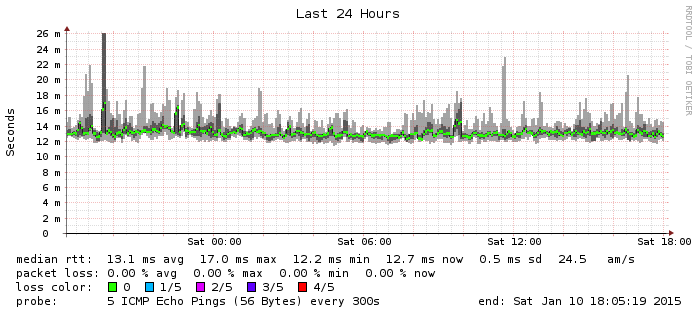 Last 24 Hours
RRDTOOL / TOBI OETIKER
Seconds
26 m
24 m
22 m
20 m
18 m
16 m
14 m
12 m
10 m
8 m
6 m
4 m
2 m
0
Sat 00:00 Sat 06:00 Sat 12:00 Sat 18:00
median rtt: 13.1 ms avg 17.0 ms max 12.2 ms min 12.7 ms now 0.5 ms sd 24.5 am/s
packet loss: 0.00 % avg 0.00 % max 0.00 % min 0.00 % now
loss color: 0 1/5 2/5 3/5 4/5
probe: 5 ICMP Echo Pings (56 Bytes) every 300s end: Sat Jan 10 18:05:19 2015